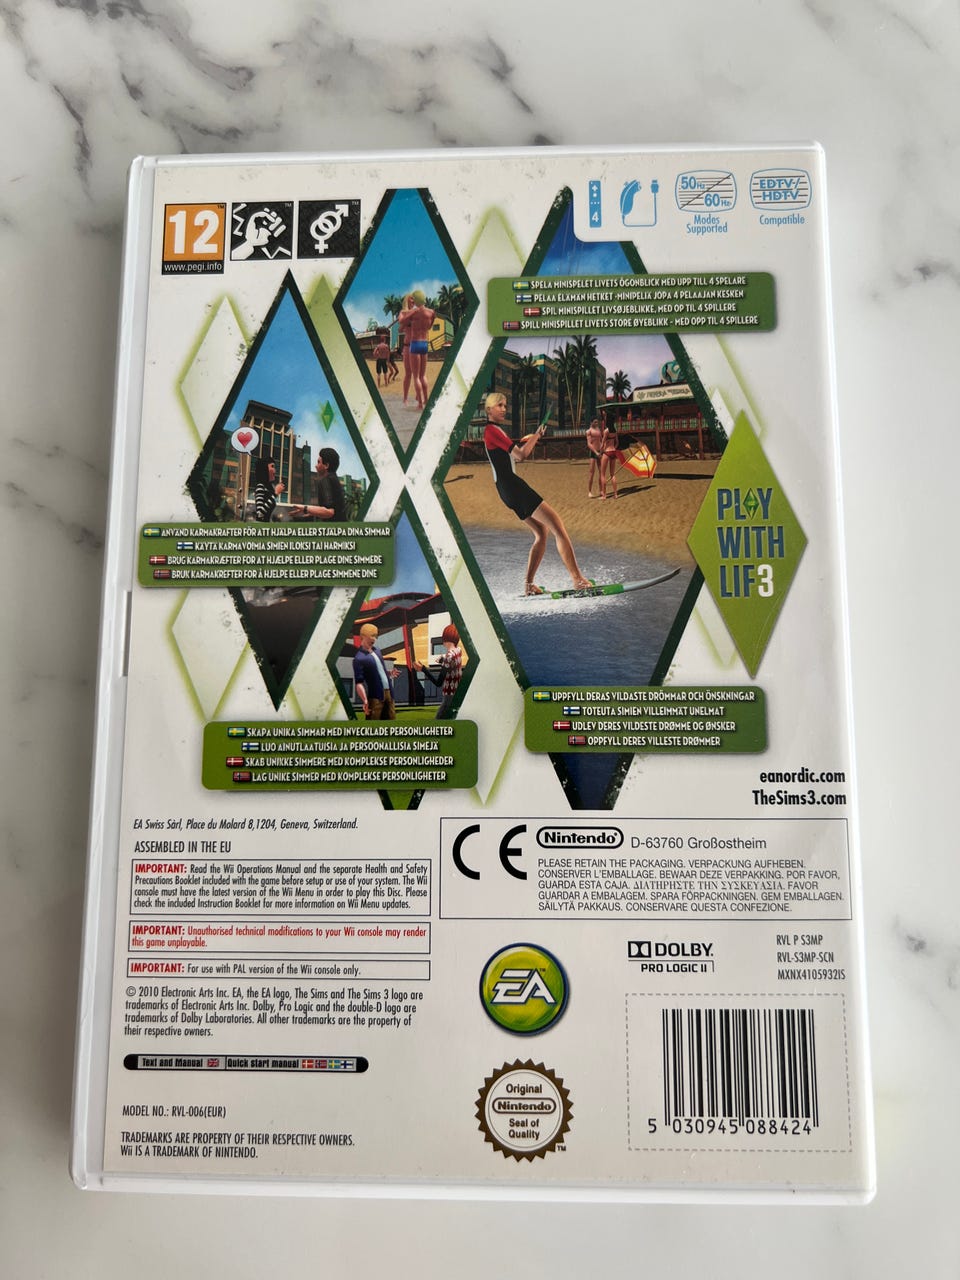 12
www.pegi.info
4
50Hz
60Hz
Modes
Supported
EDTV/
HDTV
Compatible
SPELA MINISPELET LIVETS ÖGONBLICK MED UPP TILL 4 SPELARE
PELAA ELÄMÄN HETKET -MINIPELIÄ JOPA 4 PELAAJAN KESKEN
SPIL MINISPILLET LIVSØJEBLIKKE, MED OP TIL 4 SPILLERE
SPILL MINISPILLET LIVETS STORE ØYEBLIKK - MED OPP TIL 4 SPILLERE
PLAY
WITH
LIF3
ANVÄND KARMAKRAFTER FÖR ATT HJÄLPA ELLER STJÄLPA DINA SIMMAR
KÄYTÄ KARMAVOIMIA SIMIEN ILOKSI TAI HARMIKSI
BRUG KARMAKRÆFTER FOR AT HJÆLPE ELLER PLAGE DINE SIMMERE
BRUK KARMAKREFTER FOR Å HJELPE ELLER PLAGE SIMMENE DINE
UPPFYLL DERAS VILDASTE DRÖMMAR OCH ÖNSKNINGAR
TOTEUTA SIMIEN VILLEIMMÄT UNELMAT
UDLEV DERES VILDESTE DRØMME OG ØNSKER
OPPFYLL DERES VILLESTE DRØMMER
SKAPA UNIKA SIMMAR MED INVECKLADE PERSONLIGHETER
LUO AINUTLAATUISIA JA PERSOONALLISIA SIMEJÄ
SKAB UNIKKE SIMMERE MED KOMPLEKSE PERSONLIGHEDER
LAG UNIKE SIMMER MED KOMPLEKSE PERSONLIGHETER
eanordic.com
TheSims3.com
EA Swiss Sàrl, Place du Molard 8,1204, Geneva, Switzerland.
ASSEMBLED IN THE EU
IMPORTANT: Read the Wii Operations Manual and the separate Health and Safety
Precautions Booklet included with the game before setup or use of your system. The Wii
console must have the latest version of the Wii Menu in order to play this Disc. Please
check the included Instruction Booklet for more information on Wii Menu updates.
IMPORTANT: Unauthorised technical modifications to your Wii console may render
this game unplayable.
IMPORTANT: For use with PAL version of the Wii console only.
CE Nintendo® D-63760 Großostheim
PLEASE RETAIN THE PACKAGING. VERPACKUNG AUFHEBEN.
CONSERVER L'EMBALLAGE. BEWAAR DEZE VERPAKKING. POR FAVOR,
GUARDA ESTA CAJA. ΔΙΑΤΗΡΗΣΤΕ ΤΗΝ ΣΥΣΚΕΥΑΣΙΑ. FAVOR
GUARDAR A EMBALAGEM. SPARA FÖRPACKNINGEN. GEM EMBALLAGEN.
SÄILYTÄ PAKKAUS. CONSERVARE QUESTA CONFEZIONE.
© 2010 Electronic Arts Inc. EA, the EA logo, The Sims and The Sims 3 logo are
trademarks of Electronic Arts Inc. Dolby, Pro Logic and the double-D logo are
trademarks of Dolby Laboratories. All other trademarks are the property of
their respective owners.
EA™
DOLBY.
PRO LOGIC II
RVL P S3MP
RVL-S3MP-SCN
MXNX4105932IS
Text and Manual Quick start manual
MODEL NO.: RVL-006(EUR)
TRADEMARKS ARE PROPERTY OF THEIR RESPECTIVE OWNERS.
Wii IS A TRADEMARK OF NINTENDO.
Original
Nintendo
Seal of
Quality
TM
5 030945 088424